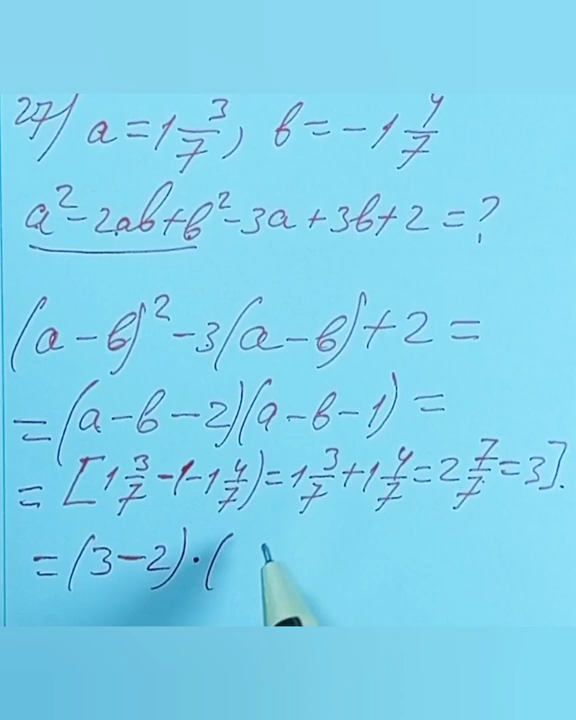 27) a = 1 3/7, b = -1 4/7
a² - 2ab + b² - 3a + 3b + 2 = ?
(a - b)² - 3(a - b) + 2 =
= (a - b - 2)(a - b - 1) =
= [1 3/7 - (-1 4/7) = 1 3/7 + 1 4/7 = 2 7/7 = 3].
= (3 - 2) · (